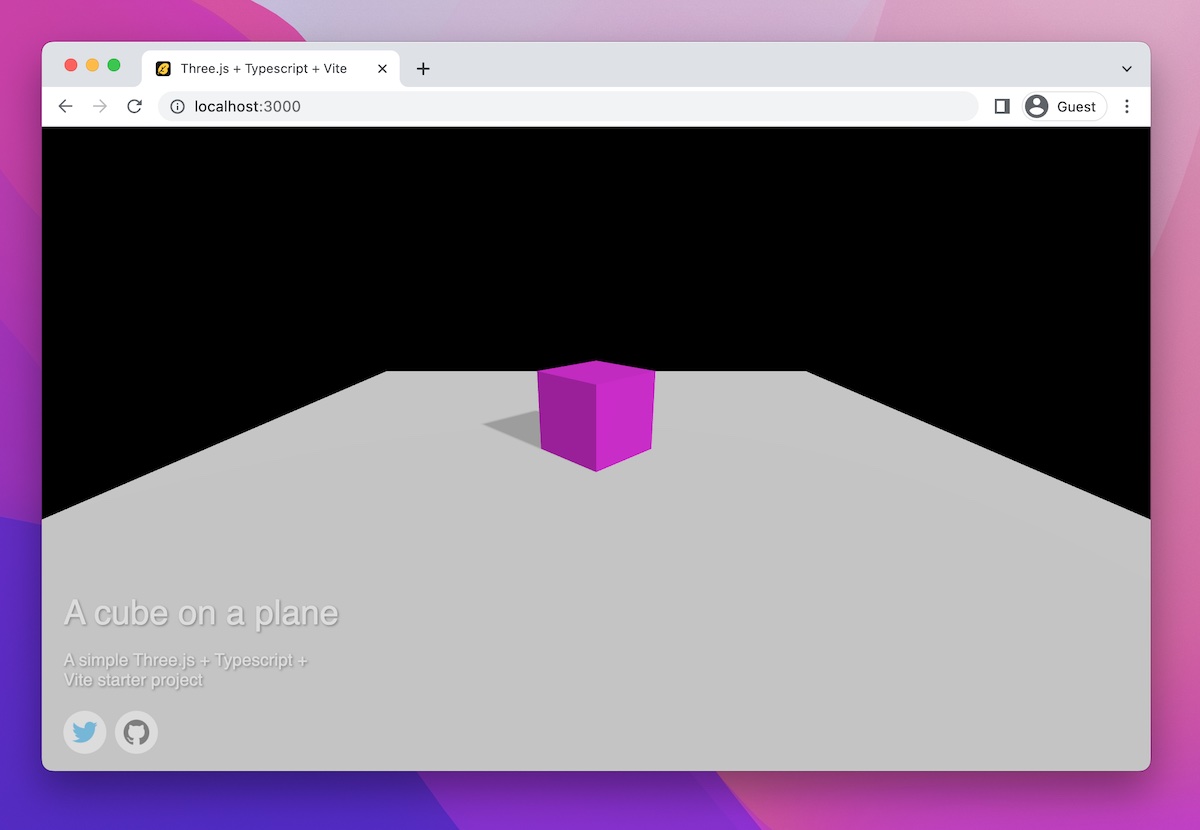 Three.js + Typescript + Vite
localhost:3000
Guest
A cube on a plane
A simple Three.js + Typescript +
Vite starter project